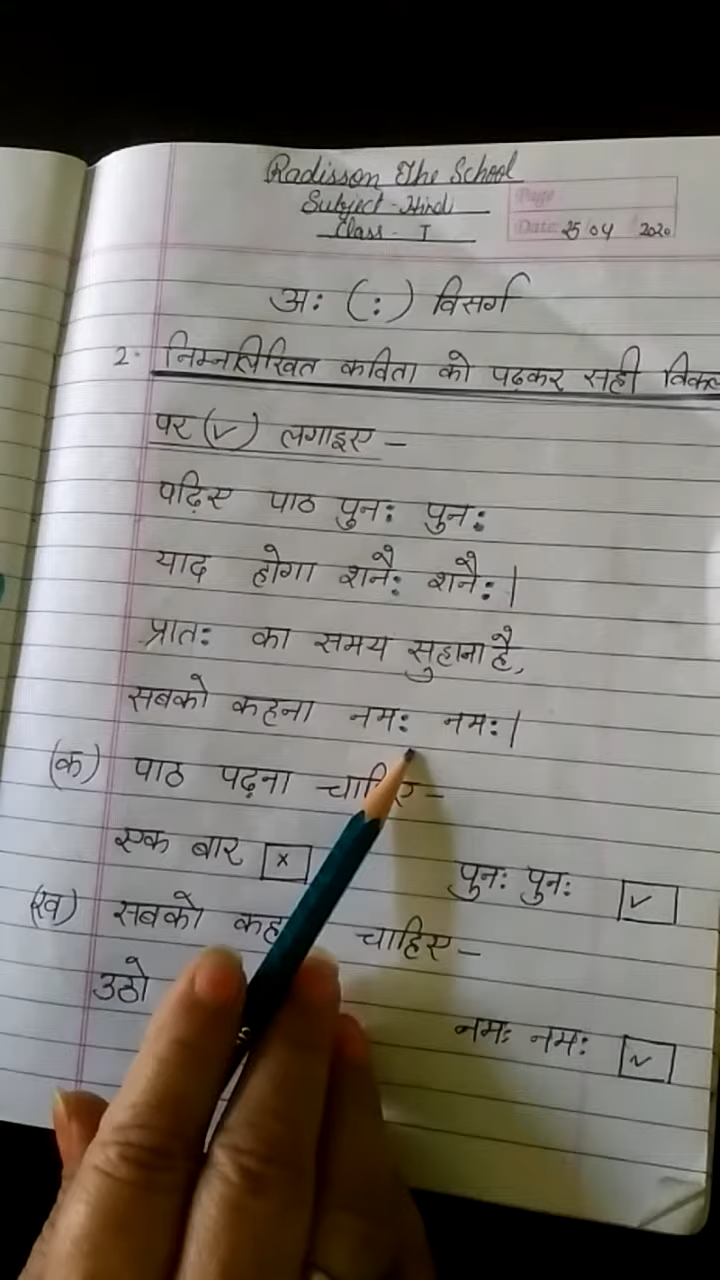 Radisson The School
Subject - Hindi
Class - I
Page
Date 25 04 2020
अः (ः) विसर्ग
2. निम्नलिखित कविता को पढ़कर सही
पर (✓) लगाइए –
पढ़िए पाठ पुनः पुनः
याद होगा शनैः शनैः।
प्रातः का समय सुहाना है,
सबको कहना नमः नमः।
(क) पाठ पढ़ना चाहिए –
एक बार ☒ पुनः पुनः ☑
(ख) सबको चाहिए –
उठो नमः नमः ☑